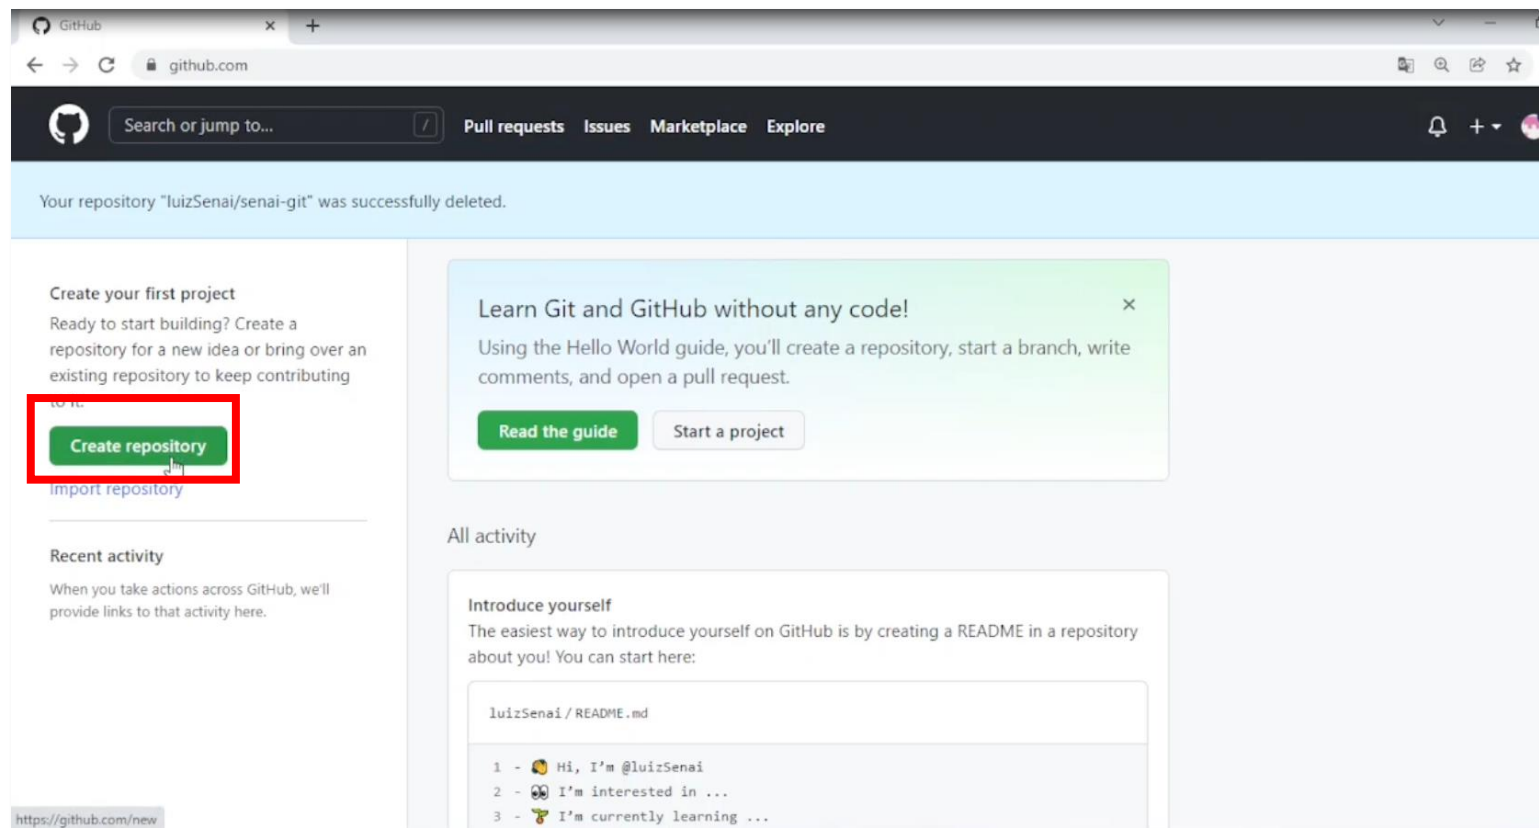 GitHub
github.com
Search or jump to... / Pull requests Issues Marketplace Explore
Your repository "luizSenai/senai-git" was successfully deleted.
Create your first project
Ready to start building? Create a
repository for a new idea or bring over an
existing repository to keep contributing
to it.
Create repository
Import repository
Recent activity
When you take actions across GitHub, we'll
provide links to that activity here.
Learn Git and GitHub without any code!
Using the Hello World guide, you'll create a repository, start a branch, write
comments, and open a pull request.
Read the guide Start a project
All activity
Introduce yourself
The easiest way to introduce yourself on GitHub is by creating a README in a repository
about you! You can start here:
luizSenai / README.md
1 - 👋 Hi, I'm @luizSenai
2 - 👀 I'm interested in ...
3 - 🌱 I'm currently learning ...
https://github.com/new